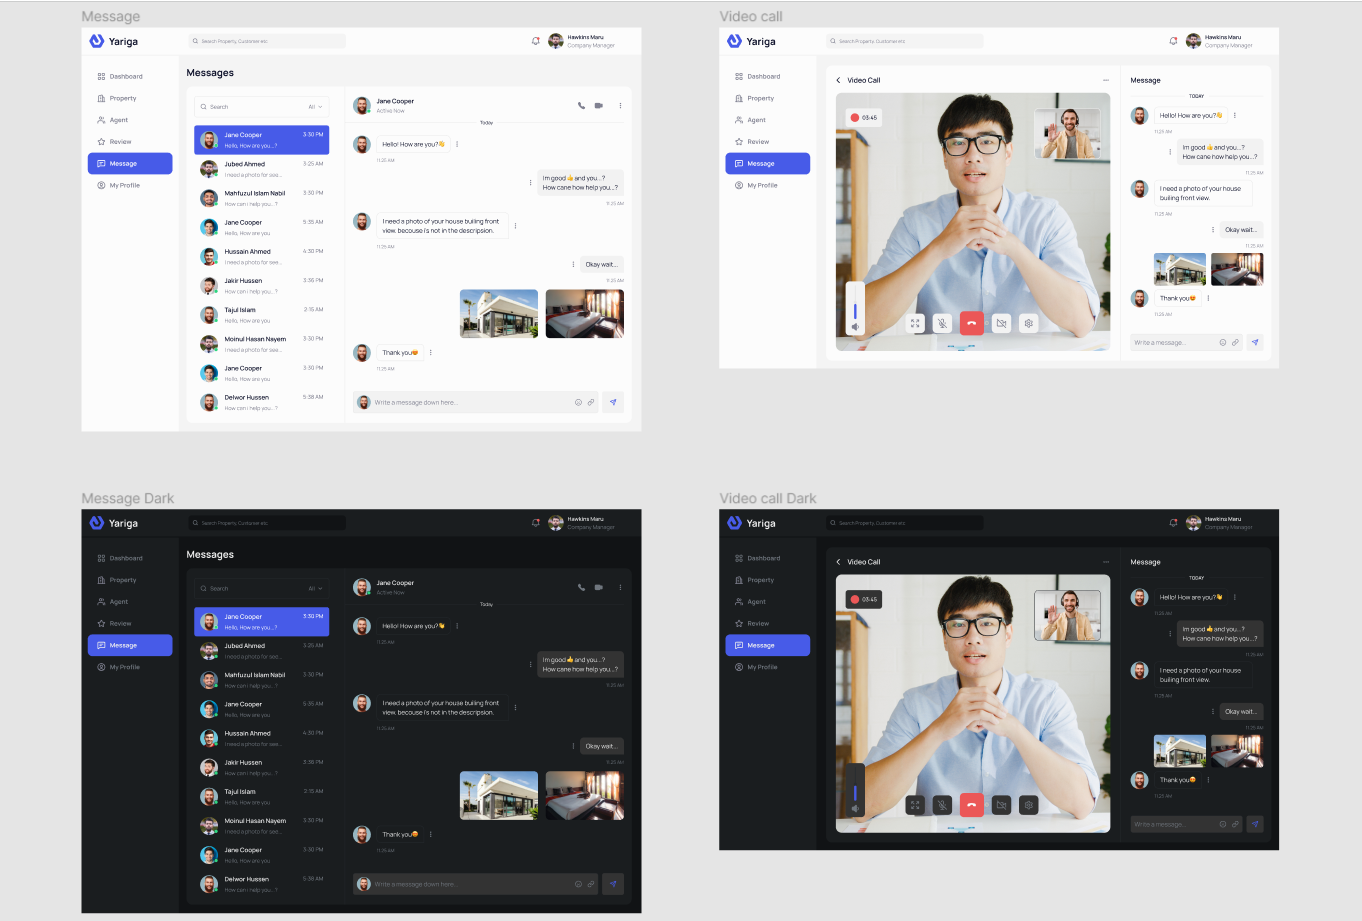 Message
Yariga
Search Property, Customer etc.
Hawkins Maru
Company Manager
Dashboard
Property
Agent
Review
Message
My Profile
Messages
Search
All
Jane Cooper
3:30 PM
Hello, How are you...?
Jubed Ahmed
3:25 AM
I need a photo for see...
Mahfuzul Islam Nabil
3:30 PM
How can i help you...?
Jane Cooper
5:35 AM
Hello, How are you
Hussain Ahmed
4:30 PM
I need a photo for see...
Jakir Hussen
3:36 PM
How can i help you...?
Tajul Islam
2:15 AM
Hello, How are you
Moinul Hasan Nayem
3:30 PM
I need a photo for see...
Jane Cooper
3:30 PM
Hello, How are you
Delwor Hussen
5:38 AM
How can i help you...?
Jane Cooper
Active Now
Today
Hello! How are you?👋
11:25 AM
Im good 👍 and you...?
How cane how help you...?
11:25 AM
I need a photo of your house builing front
view. becouse is not in the descripsion.
11:25 AM
Okay wait...
11:25 AM
Thank you😍
11:25 AM
Write a message down here...
Video call
Yariga
Search Property, Customer etc
Hawkins Maru
Company Manager
Dashboard
Property
Agent
Review
Message
My Profile
Video Call
03:45
Message
TODAY
Hello! How are you?👋
11:25 AM
Im good 👍 and you...?
How cane how help you...?
11:25 AM
I need a photo of your house
builing front view.
11:25 AM
Okay wait...
11:25 AM
Thank you😍
11:25 AM
Write a message...
Message Dark
Yariga
Search Property, Customer etc.
Hawkins Maru
Company Manager
Dashboard
Property
Agent
Review
Message
My Profile
Messages
Search
All
Jane Cooper
3:30 PM
Hello, How are you...?
Jubed Ahmed
3:25 AM
I need a photo for see...
Mahfuzul Islam Nabil
3:30 PM
How can i help you...?
Jane Cooper
5:35 AM
Hello, How are you
Hussain Ahmed
4:30 PM
I need a photo for see...
Jakir Hussen
3:36 PM
How can i help you...?
Tajul Islam
3:15 AM
Hello, How are you
Moinul Hasan Nayem
3:30 PM
I need a photo for see...
Jane Cooper
3:30 PM
Hello, How are you
Delwor Hussen
5:38 AM
How can i help you...?
Jane Cooper
Active Now
Today
Hello! How are you?👋
11:25 AM
Im good 👍 and you...?
How cane how help you...?
11:25 AM
I need a photo of your house builing front
view. becouse is not in the descripsion.
11:25 AM
Okay wait...
11:25 AM
Thank you😍
11:25 AM
Write a message down here...
Video call Dark
Yariga
Search Property, Customer etc
Hawkins Maru
Company Manager
Dashboard
Property
Agent
Review
Message
My Profile
Video Call
03:45
Message
TODAY
Hello! How are you?👋
11:25 AM
Im good 👍 and you...?
How cane how help you...?
11:25 AM
I need a photo of your house
builing front view.
11:25 AM
Okay wait...
11:25 AM
Thank you😍
11:25 AM
Write a message...